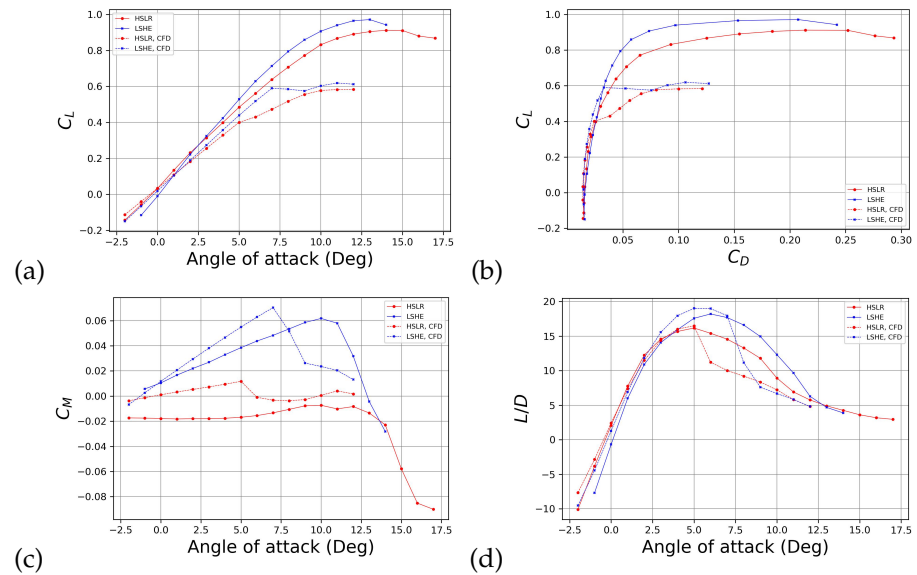 1.0
0.8
0.6
0.4
0.2
0.0
−0.2
C_L
−2.5 0.0 2.5 5.0 7.5 10.0 12.5 15.0 17.5
Angle of attack (Deg)
HSLR
LSHE
HSLR, CFD
LSHE, CFD
(a)
1.0
0.8
0.6
0.4
0.2
0.0
−0.2
C_L
0.05 0.10 0.15 0.20 0.25 0.30
C_D
HSLR
LSHE
HSLR, CFD
LSHE, CFD
(b)
0.06
0.04
0.02
0.00
−0.02
−0.04
−0.06
−0.08
C_M
−2.5 0.0 2.5 5.0 7.5 10.0 12.5 15.0 17.5
Angle of attack (Deg)
HSLR
LSHE
HSLR, CFD
LSHE, CFD
(c)
20
15
10
5
0
−5
−10
L/D
−2.5 0.0 2.5 5.0 7.5 10.0 12.5 15.0 17.5
Angle of attack (Deg)
HSLR
LSHE
HSLR, CFD
LSHE, CFD
(d)